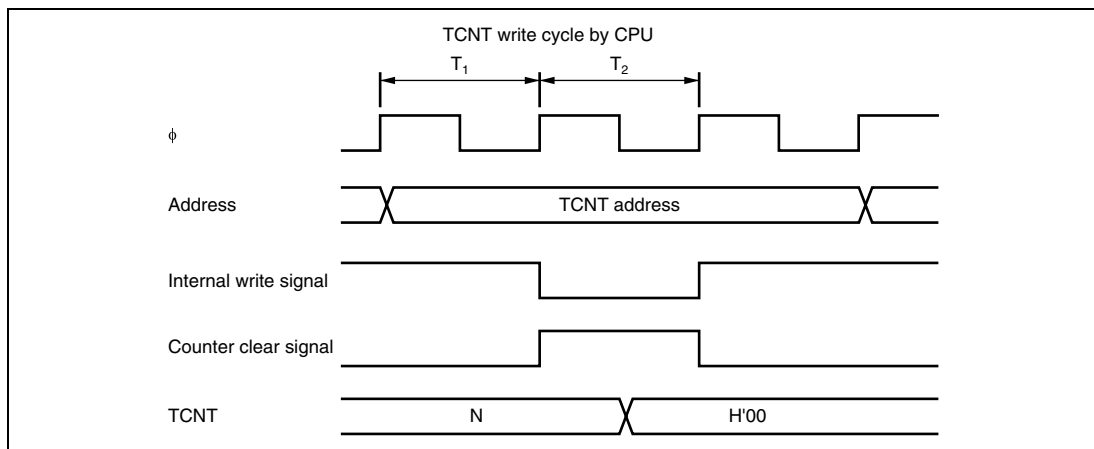 TCNT write cycle by CPU
T1 T2
ϕ
Address TCNT address
Internal write signal
Counter clear signal
TCNT N H'00